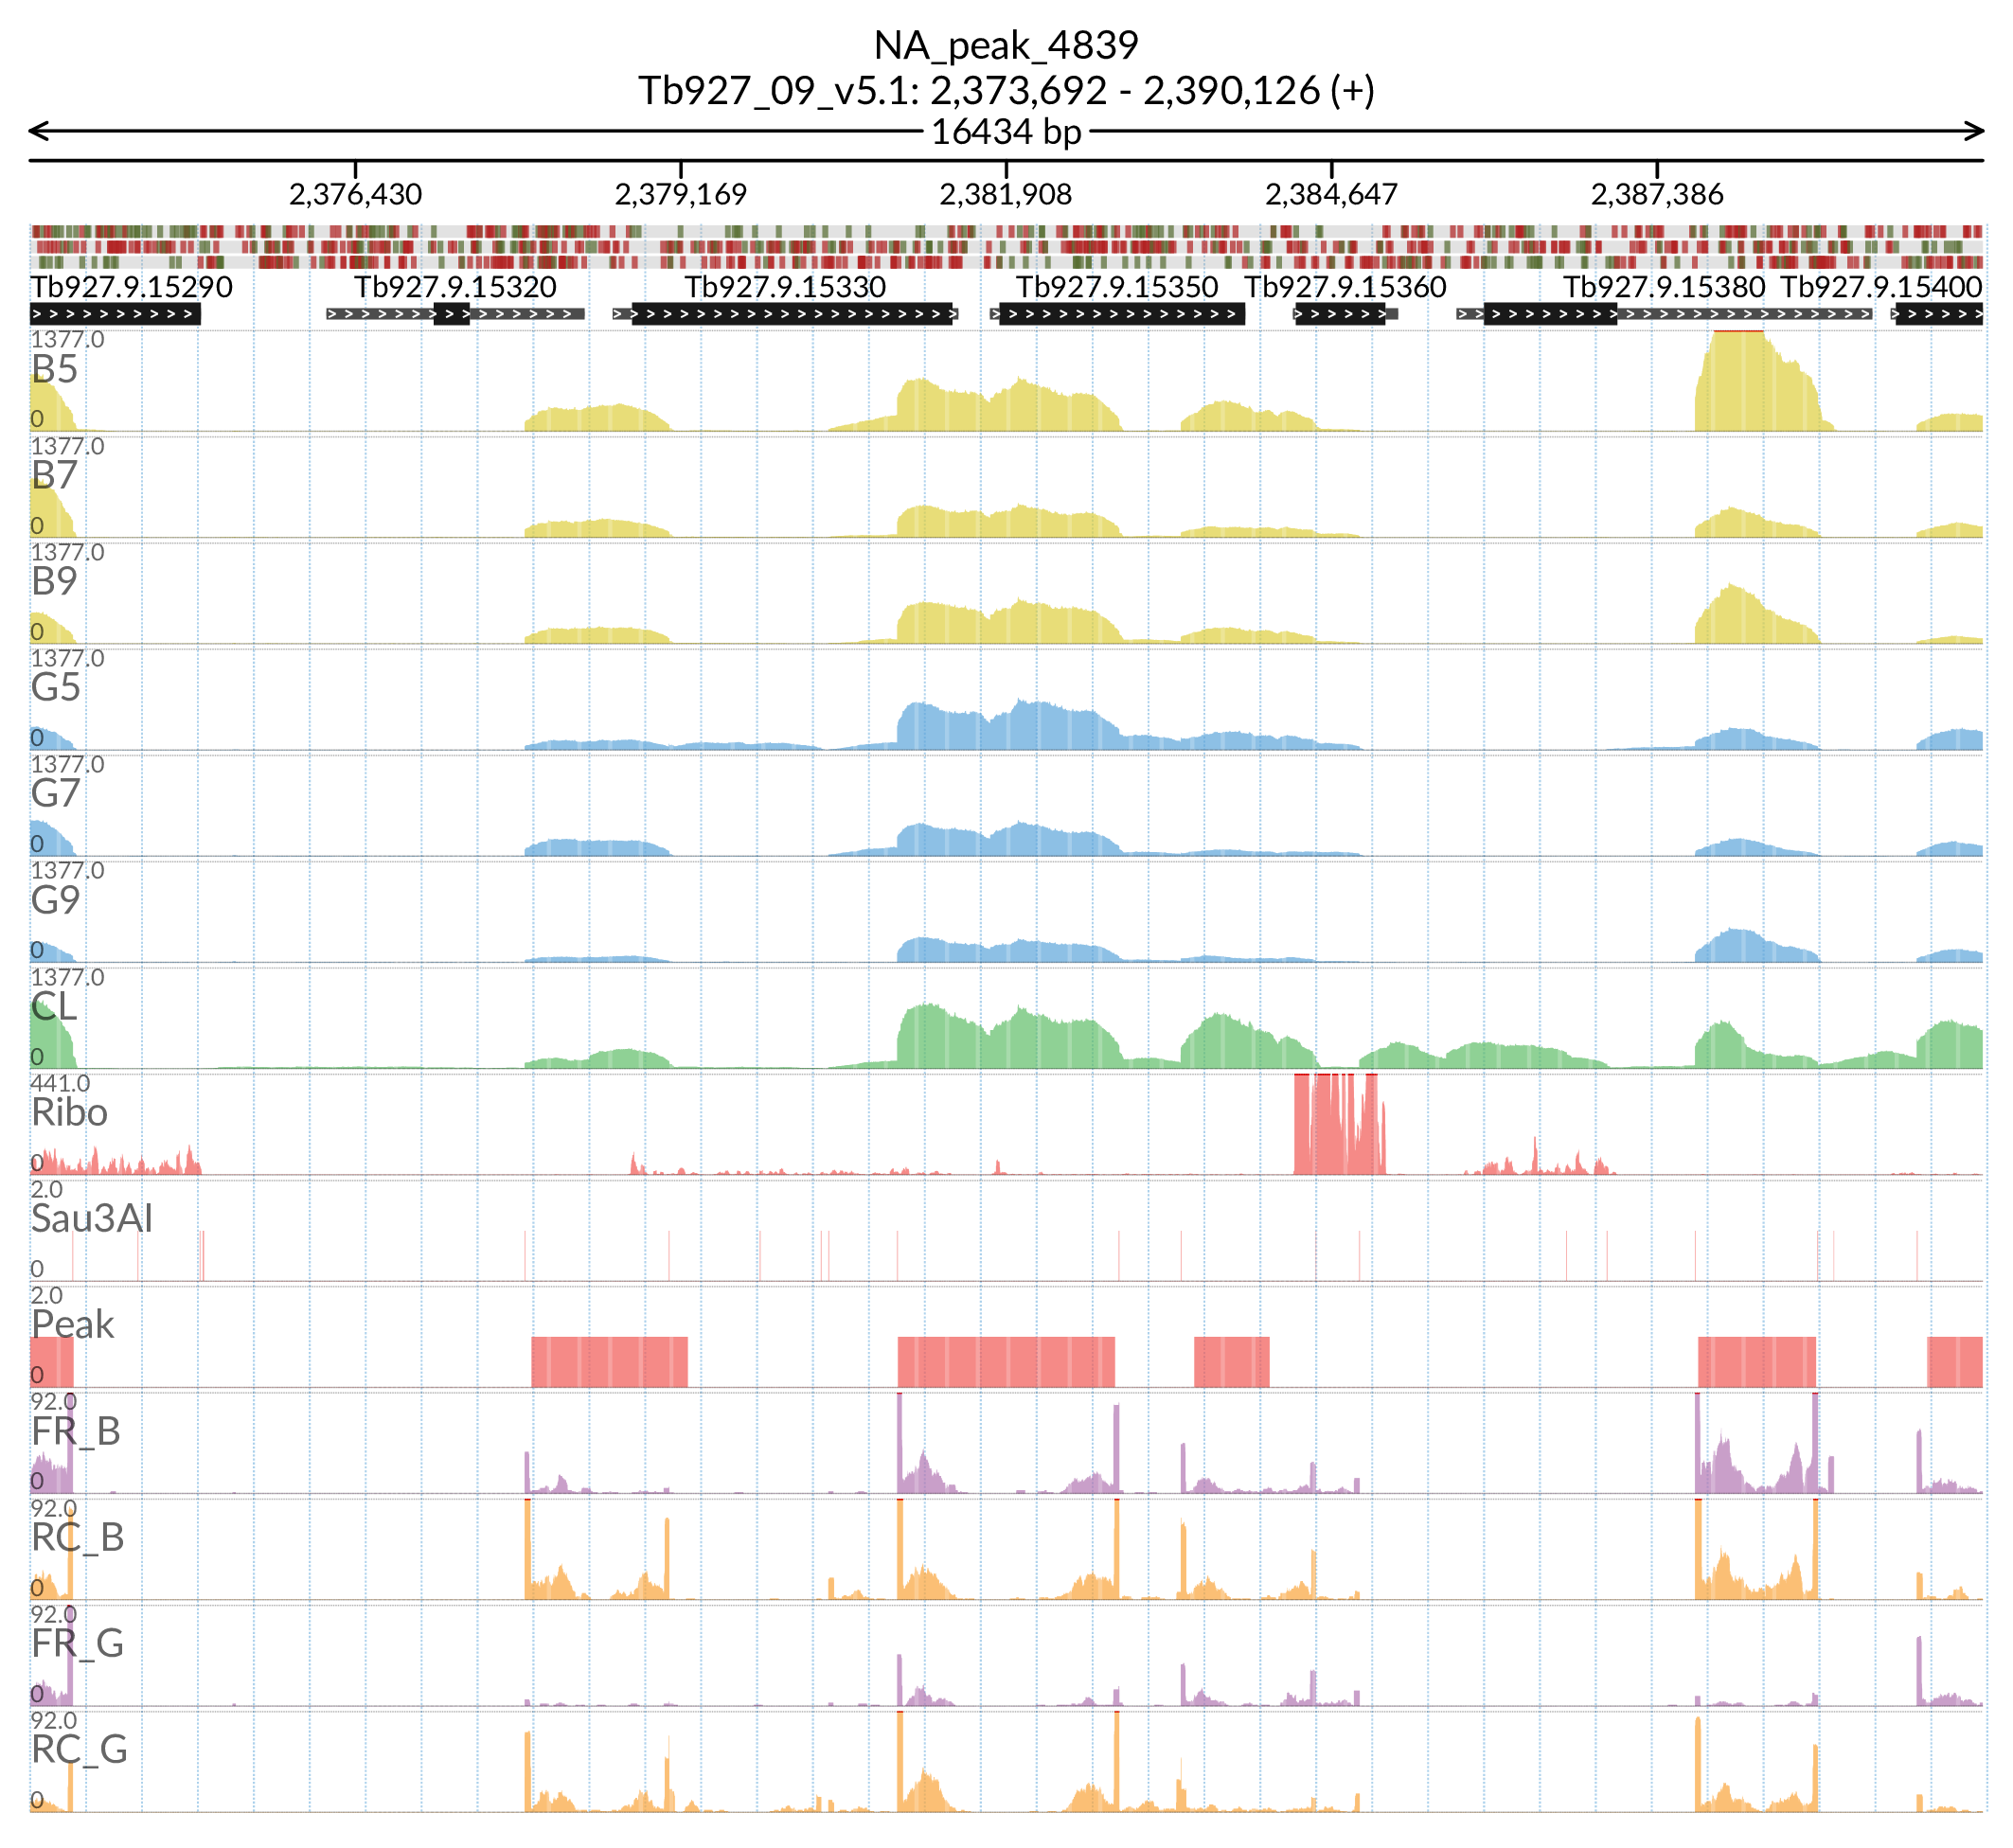 NA_peak_4839
Tb927_09_v5.1: 2,373,692 - 2,390,126 (+)
16434 bp
2,376,430 2,379,169 2,381,908 2,384,647 2,387,386
Tb927.9.15290 Tb927.9.15320 Tb927.9.15330 Tb927.9.15350 Tb927.9.15360 Tb927.9.15380 Tb927.9.15400
1377.0
B5
0
1377.0
B7
0
1377.0
B9
0
1377.0
G5
0
1377.0
G7
0
1377.0
G9
0
1377.0
CL
0
441.0
Ribo
0
2.0
Sau3AI
0
2.0
Peak
0
92.0
FR_B
0
92.0
RC_B
0
92.0
FR_G
0
92.0
RC_G
0